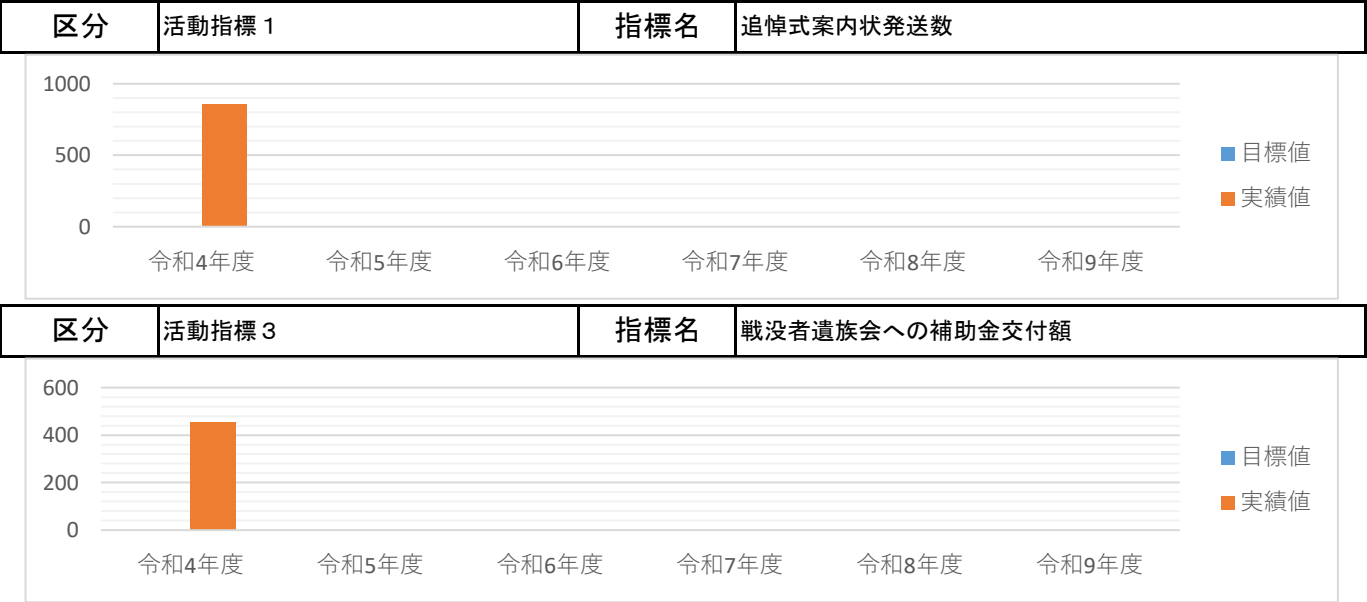 区分 活動指標１ 指標名 追悼式案内状発送数
1000
500
0
令和4年度 令和5年度 令和6年度 令和7年度 令和8年度 令和9年度
目標値
実績値
区分 活動指標３ 指標名 戦没者遺族会への補助金交付額
600
400
200
0
令和4年度 令和5年度 令和6年度 令和7年度 令和8年度 令和9年度
目標値
実績値